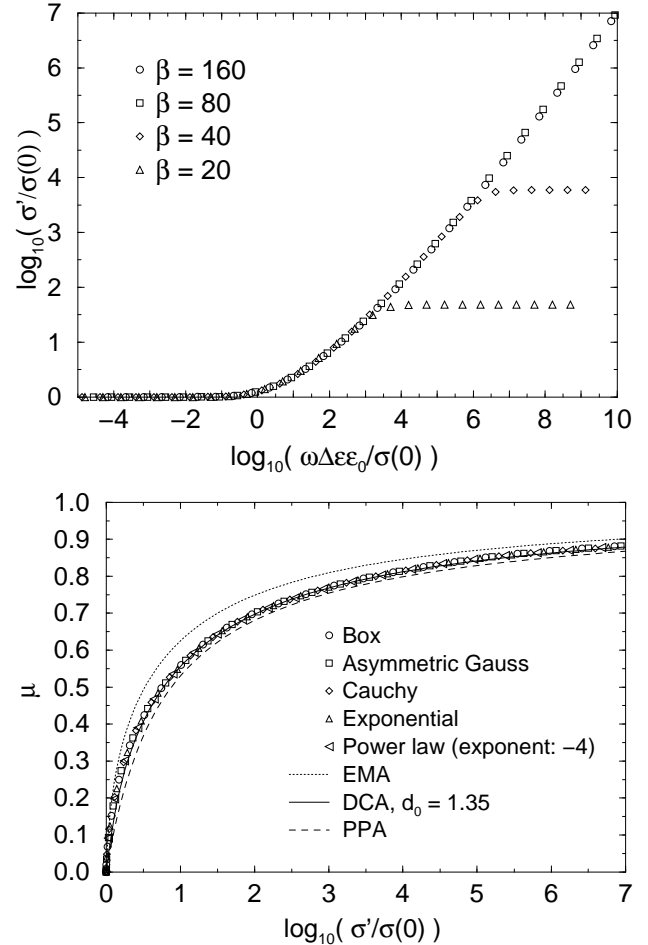 7
6
5
4
3
2
1
0
log₁₀( σ'/σ(0) )
β = 160
β = 80
β = 40
β = 20
−4 −2 0 2 4 6 8 10
log₁₀( ωΔεε₀/σ(0) )
1.0
0.9
0.8
0.7
0.6
0.5
0.4
0.3
0.2
0.1
0.0
μ
Box
Asymmetric Gauss
Cauchy
Exponential
Power law (exponent: −4)
EMA
DCA, d₀ = 1.35
PPA
0 1 2 3 4 5 6 7
log₁₀( σ'/σ(0) )